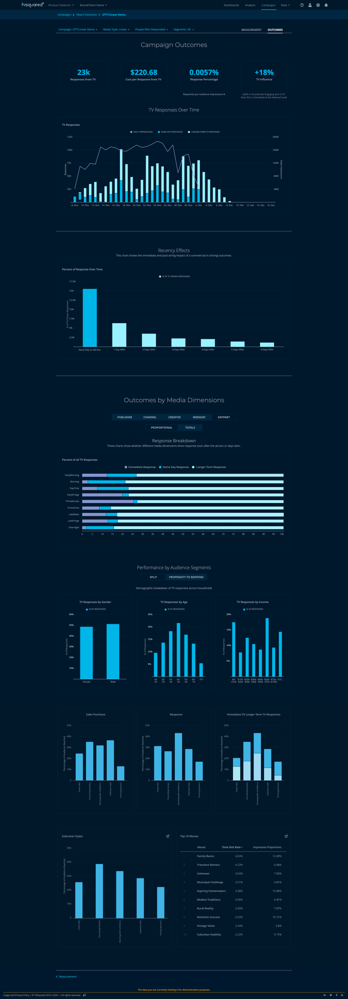 tvsquared Product Selector Brand/Client Name Dashboards Analysis Campaigns Data
Campaigns Reach Extension OTT/Linear Demo
Campaign: OTT/Linear Demo Media Type: Linear People Who Responded Segments: All MEASUREMENT OUTCOMES
Campaign Outcomes
23k $220.68 0.0057% +18%
Responses from TV Cost per Response from TV Response Percentage TV Influence
Responses per Audience Impressions % Uplift in Households Engaging due to TV.
Note this is Calculated at the National Level
TV Responses Over Time
TV Responses
DAILY IMPRESSIONS SAME DAY RESPONSES LONGER-TERM TV RESPONSE
1250 200M
1000 160M
750 120M
Responses Daily Impressions
500 80M
250 40M
8. Nov 10. Nov 12. Nov 14. Nov 16. Nov 18. Nov 20. Nov 22. Nov 24. Nov 26. Nov 28. Nov 30. Nov 2. Dec 4. Dec 6. Dec 8. Dec 10. Dec 12. Dec 14. Dec 16. Dec
Recency Effects
This chart shows the immediate and post-airing impact of a commercial in driving outcomes.
Percent of Response Over Time
% OF TV DRIVEN RESPONSES
17.5%
15%
12.5%
10%
% of TV Driven Responses
7.5%
5%
2.5%
Same Day as Ad Airs 1 Day After 2 Days After 3 Days After 4 Days After 5 Days After 6 Days After
Outcomes by Media Dimensions
PUBLISHER CHANNEL CREATIVE WEEKDAY DAYPART
PROPORTIONAL TOTALS
Response Breakdown
These charts show whether different media dimensions drive response soon after the ad airs or days later.
Percent of all TV Responses
Immediate Response Same Day Response Longer Term Response
EarlyMorning
Morning
DayTime
EarlyFringe
PrimeAccess
PrimeTime
LateNews
LateFringe
Overnight
0 5 10 15 20 25 30 35 40 45 50 55 60 65 70 75 80 85 90 95 100
Performance by Audience Segments
SPLIT PROPENSITY TO RESPOND
Demographic breakdown of TV responses across households
TV Responses by Gender
% OF RESPONSES
60%
50%
40%
30%
% of Responses
20%
10%
Female Male
TV Responses by Age
% OF RESPONSES
25%
20%
15%
% of Responses
10%
5%
18- 25- 35- 45- 55- 65- 75+
24 34 44 54 64 74
TV Responses by Income
% OF RESPONSES
20%
15%
% of Responses
10%
5%
$0- $15k- $20k- $30k- $40k- $50k- $75k- $10...
$15k $20k $30k $40k $50k $75k $100k
Sales Purchase
50%
40%
30%
Percentage of Audience Reached
20%
10%
0
Power Elite Flourishing Families Booming with Confidence Suburban Style Thriving Boomers
Response
50%
40%
30%
Percentage of Audience Reached
20%
10%
0
Power Elite Flourishing Families Booming with Confidence Suburban Style Thriving Boomers
Immediate VS Longer Term TV Responses
50%
40%
30%
Percentage of Audience Reached
20%
10%
0
Power Elite Flourishing Families Booming with Confidence Suburban Style Thriving Boomers
Suburban Styles
50%
40%
30%
Percentage of Audience Reached
20%
10%
0
Power Elite Flourishing Families Booming with Confidence Suburban Style Thriving Boomers
Top 10 Mosiac
Mosaic Total Visit Rate Impression Proportions
1 Family Basics 4.63% 12.69%
2 Transient Renters 4.23% 6.44%
3 Unknown 3.63% 7.65%
4 Municipal Challenge 3.51% 4.81%
5 Aspiring Homemakers 3.48% 13.40%
6 Modest Traditions 3.00% 6.41%
7 Rural Reality 2.83% 7.07%
8 Domestic Success 2.63% 10.11%
9 Vintage Value 2.34% 2.6%
10 Suburban Stability 2.23% 9.11%
Measurement
The data you are currently viewing is for demonstration purposes.
Usage and Privacy Policy | © TVSquared 2012–2020 — All rights reserved